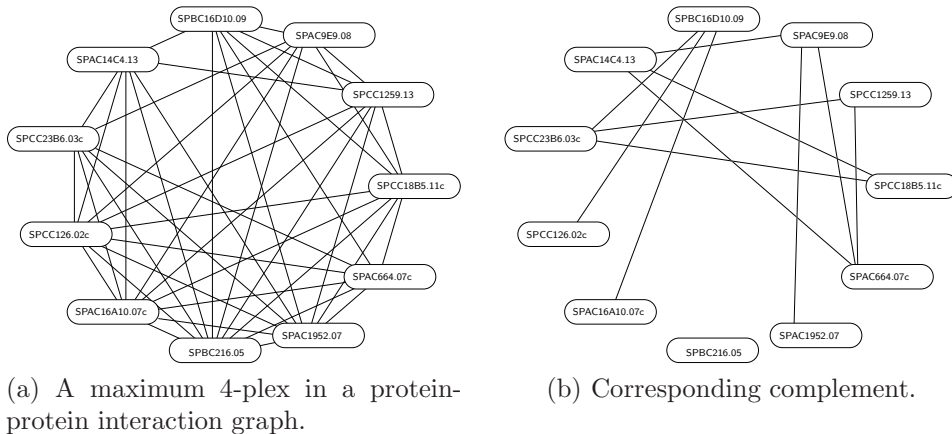 SPBC16D10.09
SPAC9E9.08
SPAC14C4.13
SPCC1259.13
SPCC23B6.03c
SPCC18B5.11c
SPCC126.02c
SPAC664.07c
SPAC16A10.07c
SPAC1952.07
SPBC216.05
(a) A maximum 4-plex in a protein-
protein interaction graph.
SPBC16D10.09
SPAC9E9.08
SPAC14C4.13
SPCC1259.13
SPCC23B6.03c
SPCC18B5.11c
SPCC126.02c
SPAC664.07c
SPAC16A10.07c
SPAC1952.07
SPBC216.05
(b) Corresponding complement.